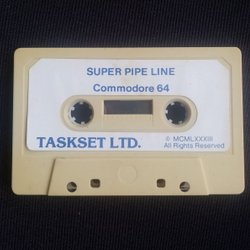 SUPER PIPE LINE
Commodore 64
TASKSET LTD.
© MCMLXXXIII
All Rights Reserved